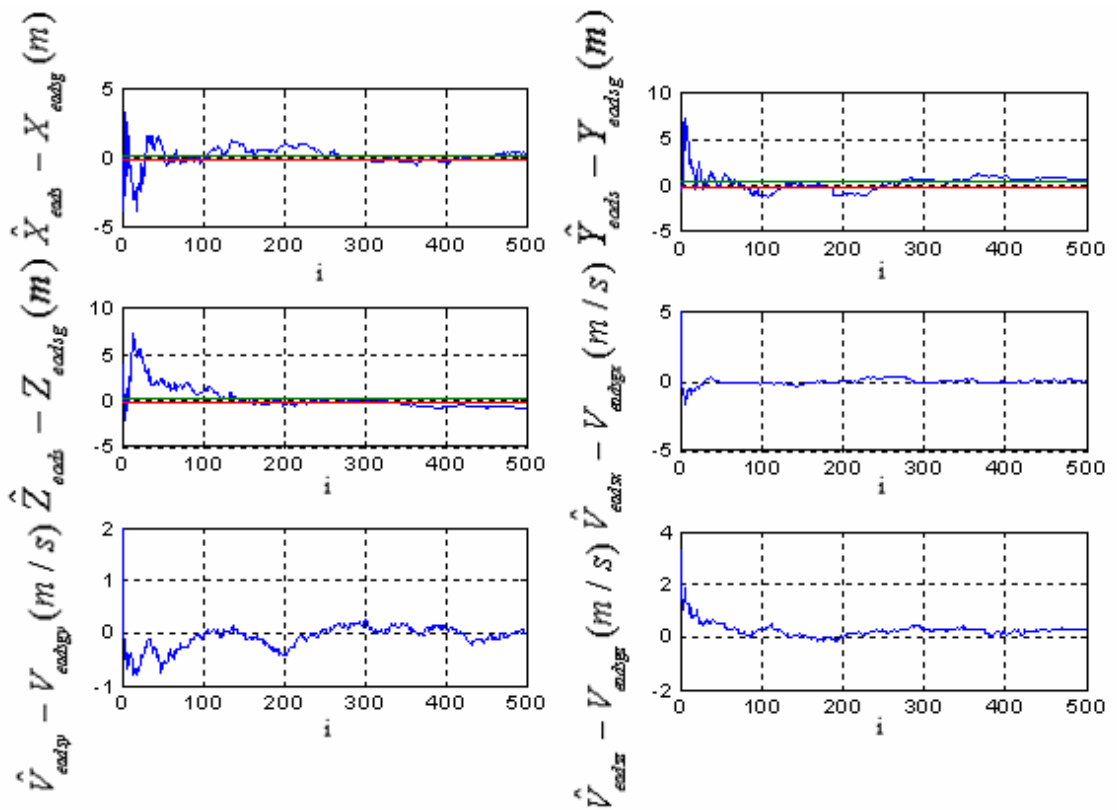 X̂_eads − X_eadsg (m)
5
0
-5
0 100 200 300 400 500
i
Ŷ_eads − Y_eadsg (m)
10
5
0
-5
0 100 200 300 400 500
i
Ẑ_eads − Z_eadsg (m)
10
5
0
-5
0 100 200 300 400 500
i
V̂_eadsx − V_eadsgx (m / s)
5
0
-5
0 100 200 300 400 500
i
V̂_eadsy − V_eadsgy (m / s)
2
1
0
-1
0 100 200 300 400 500
i
V̂_eadsz − V_eadsgz (m / s)
4
2
0
-2
0 100 200 300 400 500
i